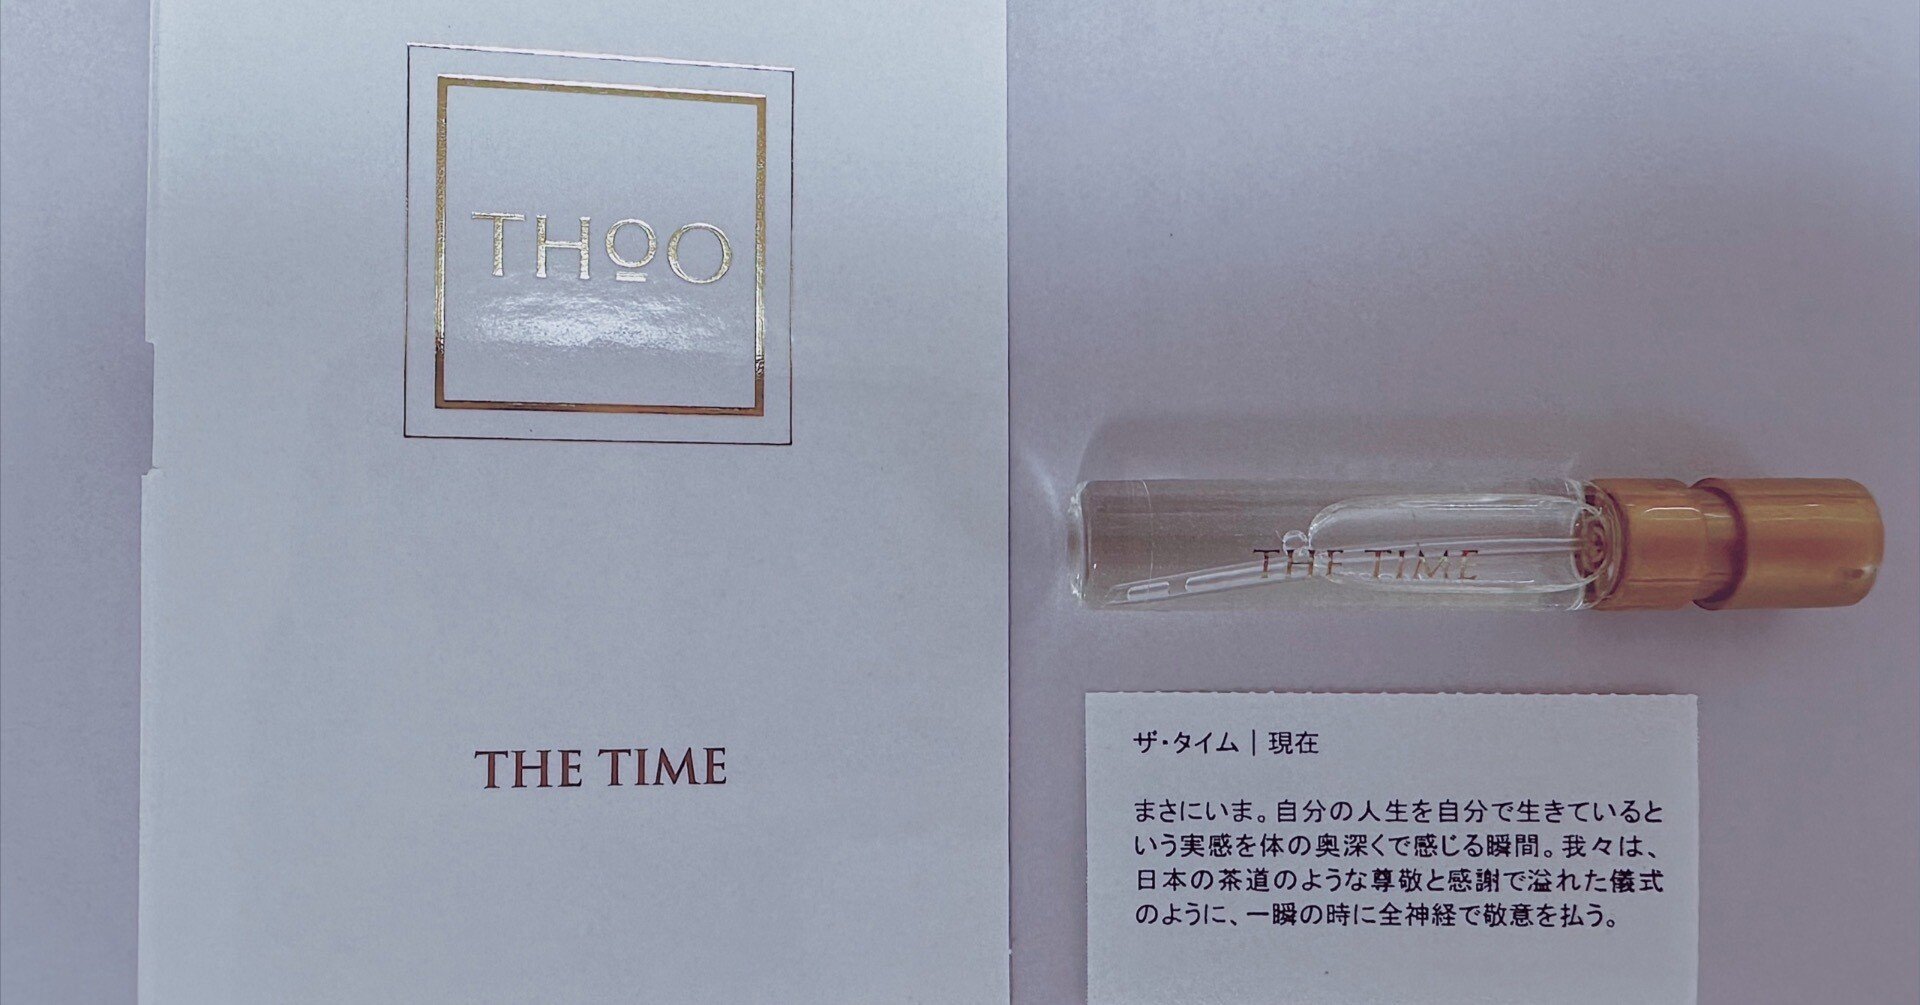 THOO
THE TIME
THE TIME
ザ・タイム｜現在
まさにいま。自分の人生を自分で生きていると
いう実感を体の奥深くで感じる瞬間。我々は、
日本の茶道のような尊敬と感謝で溢れた儀式
のように、一瞬の時に全神経で敬意を払う。